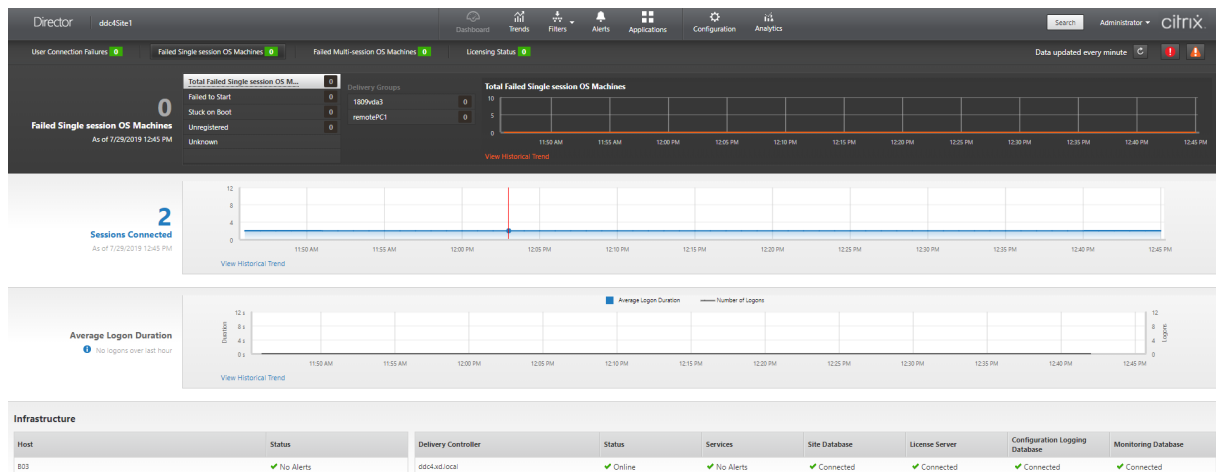 Director ddc4Site1 Dashboard Trends Filters Alerts Applications Configuration Analytics Search Administrator citrix
User Connection Failures 0 Failed Single session OS Machines 0 Failed Multi-session OS Machines 0 Licensing Status 0 Data updated every minute
0
Failed Single session OS Machines
As of 7/29/2019 12:45 PM
Total Failed Single session OS M... 0
Failed to Start 0
Stuck on Boot 0
Unregistered 0
Unknown
Delivery Groups
1809vda3 0
remotePC1 0
Total Failed Single session OS Machines
10
5
0
11:50 AM 11:55 AM 12:00 PM 12:05 PM 12:10 PM 12:15 PM 12:20 PM 12:25 PM 12:30 PM 12:35 PM 12:40 PM 12:45 PM
View Historical Trend
2
Sessions Connected
As of 7/29/2019 12:45 PM
12
8
4
0
11:50 AM 11:55 AM 12:00 PM 12:05 PM 12:10 PM 12:15 PM 12:20 PM 12:25 PM 12:30 PM 12:35 PM 12:40 PM 12:45 PM
View Historical Trend
Average Logon Duration
No logons over last hour
Average Logon Duration Number of Logons
Duration
12 s
8 s
4 s
0 s
12
8
4
0
Logons
11:50 AM 11:55 AM 12:00 PM 12:05 PM 12:10 PM 12:15 PM 12:20 PM 12:25 PM 12:30 PM 12:35 PM 12:40 PM 12:45 PM
View Historical Trend
Infrastructure
Host Status Delivery Controller Status Services Site Database License Server Configuration Logging Database Monitoring Database
B03 No Alerts ddc4.xd.local Online No Alerts Connected Connected Connected Connected